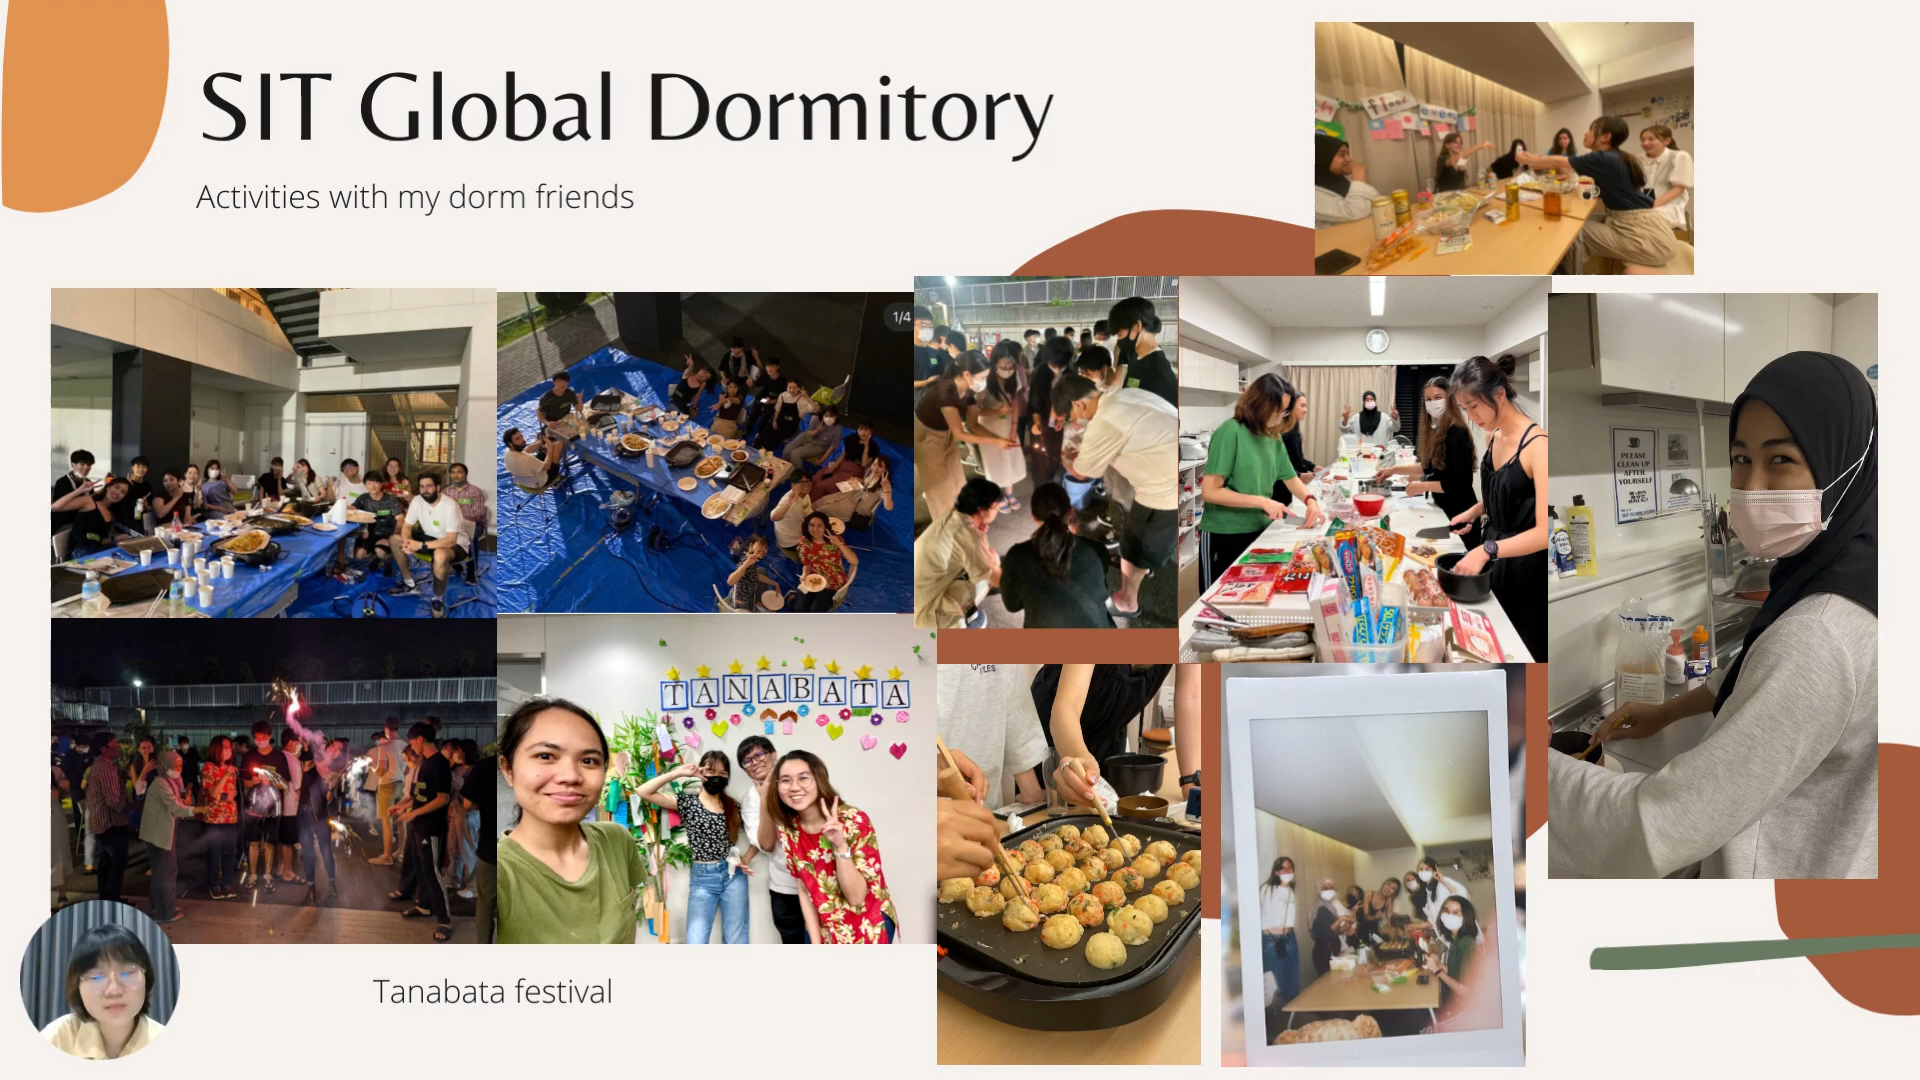 SIT Global Dormitory
Activities with my dorm friends
1/4
TANABATA
PLEASE
CLEAN UP
AFTER
YOURSELF
Tanabata festival